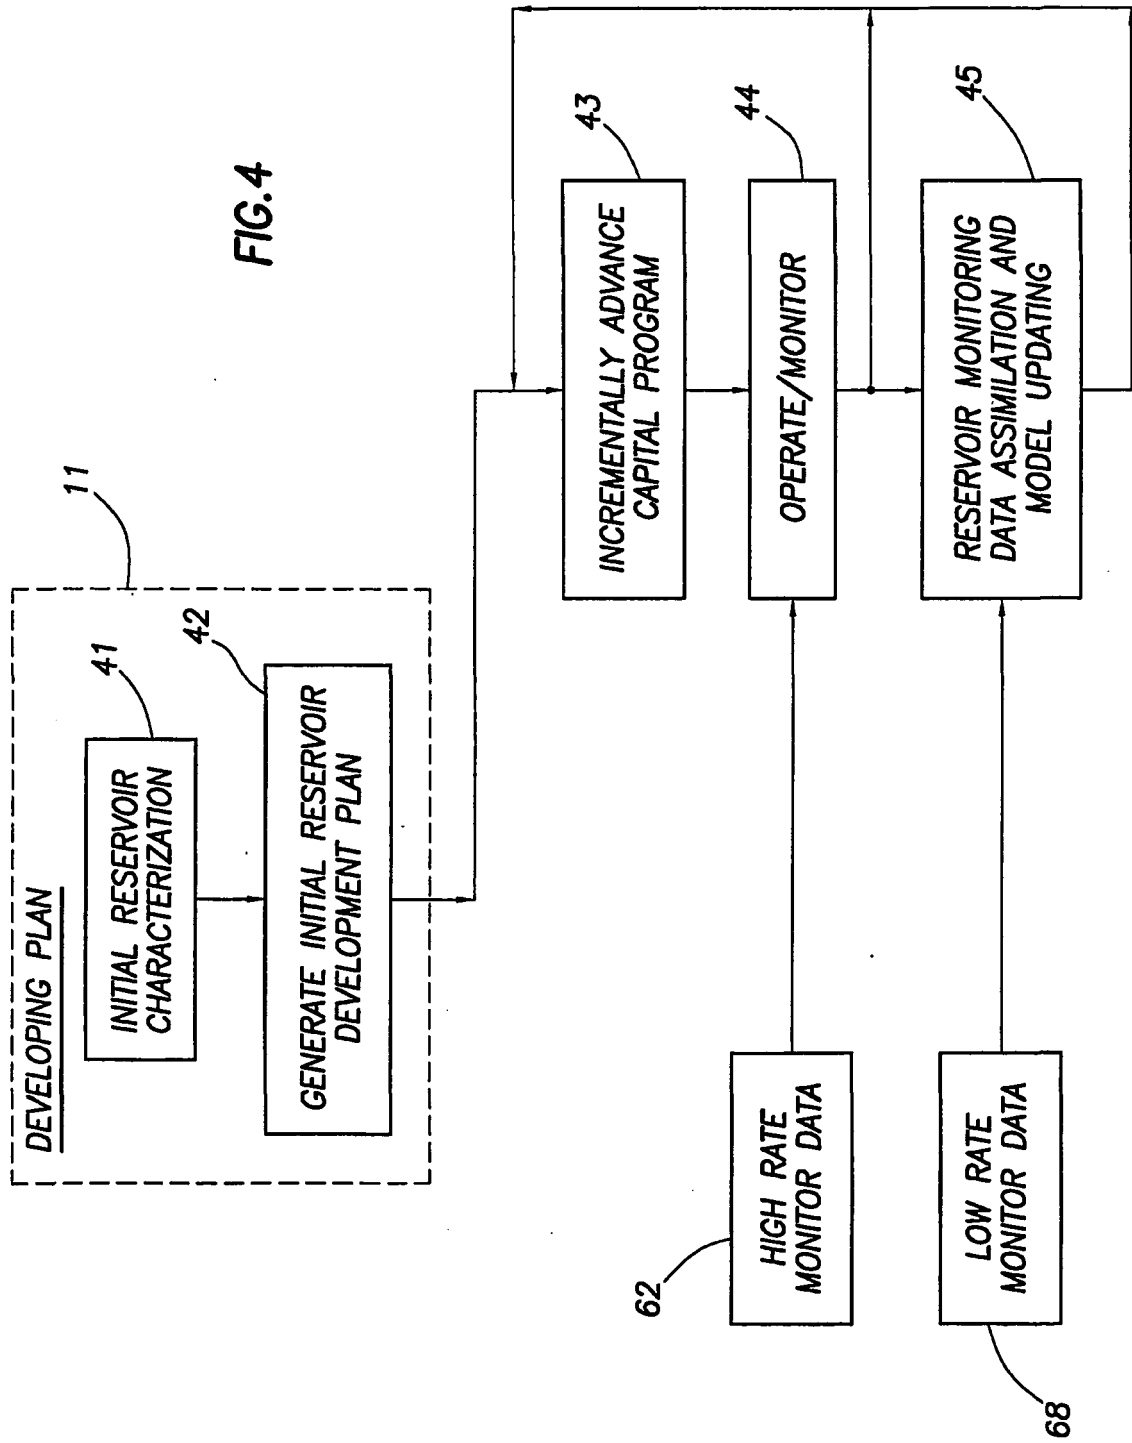 FIG.4
DEVELOPING PLAN
11
INITIAL RESERVOIR
CHARACTERIZATION
41
GENERATE INITIAL RESERVOIR
DEVELOPMENT PLAN
42
INCREMENTALLY ADVANCE
CAPITAL PROGRAM
43
HIGH RATE
MONITOR DATA
62
OPERATE/MONITOR
44
LOW RATE
MONITOR DATA
68
RESERVOIR MONITORING
DATA ASSIMILATION AND
MODEL UPDATING
45